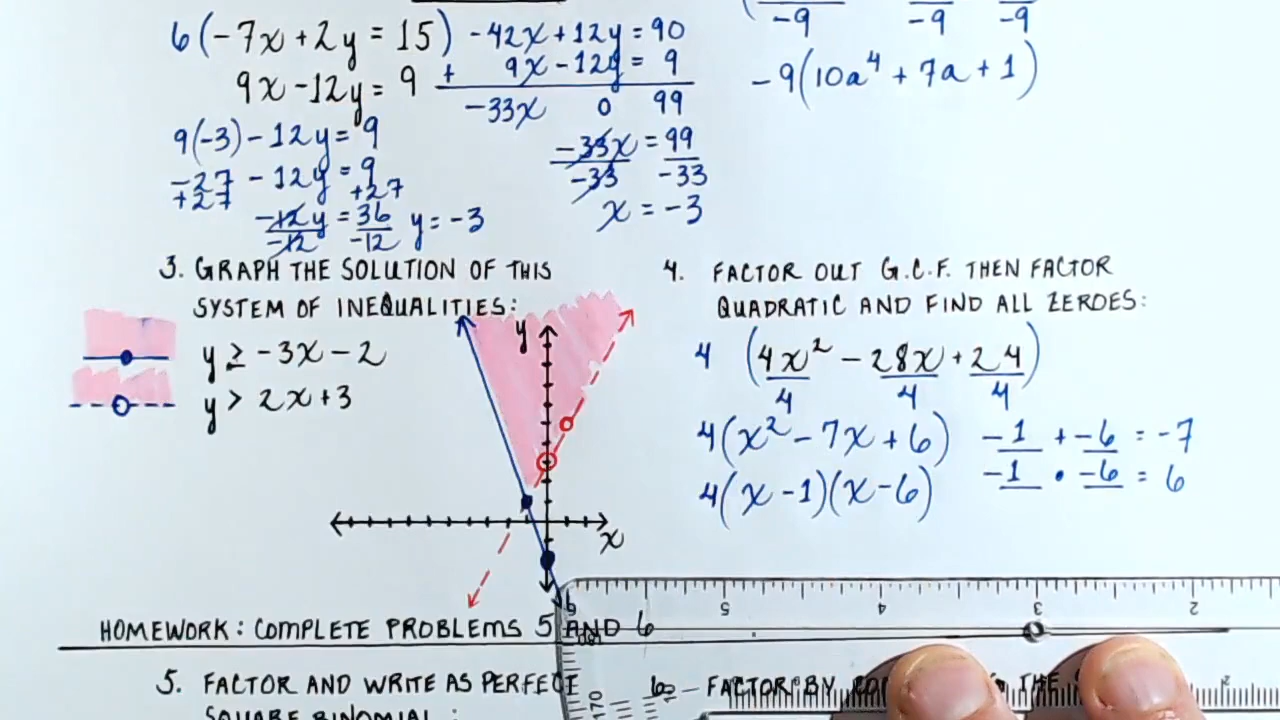 -9 -9 -9
6(-7x + 2y = 15) -42x + 12y = 90
9x - 12y = 9 + 9x - 12y = 9
-33x 0 99
-9(10a⁴ + 7a + 1)
9(-3) - 12y = 9
-27 - 12y = 9
+27 +27
-12y = 36
-12 -12
y = -3
-33x = 99
-33 -33
x = -3
3. GRAPH THE SOLUTION OF THIS
SYSTEM OF INEQUALITIES:
y ≥ -3x - 2
y > 2x + 3
y
x
4. FACTOR OUT G.C.F. THEN FACTOR
QUADRATIC AND FIND ALL ZEROES:
4 (4x² - 28x + 24)
4 4 4
4(x² - 7x + 6) -1 + -6 = -7
4(x - 1)(x - 6) -1 • -6 = 6
HOMEWORK: COMPLETE PROBLEMS 5 AND 6
6 5 4 3 2
5. FACTOR AND WRITE AS PERFECT
SQUARE BINOMIAL:
170
6. FACTOR BY THE